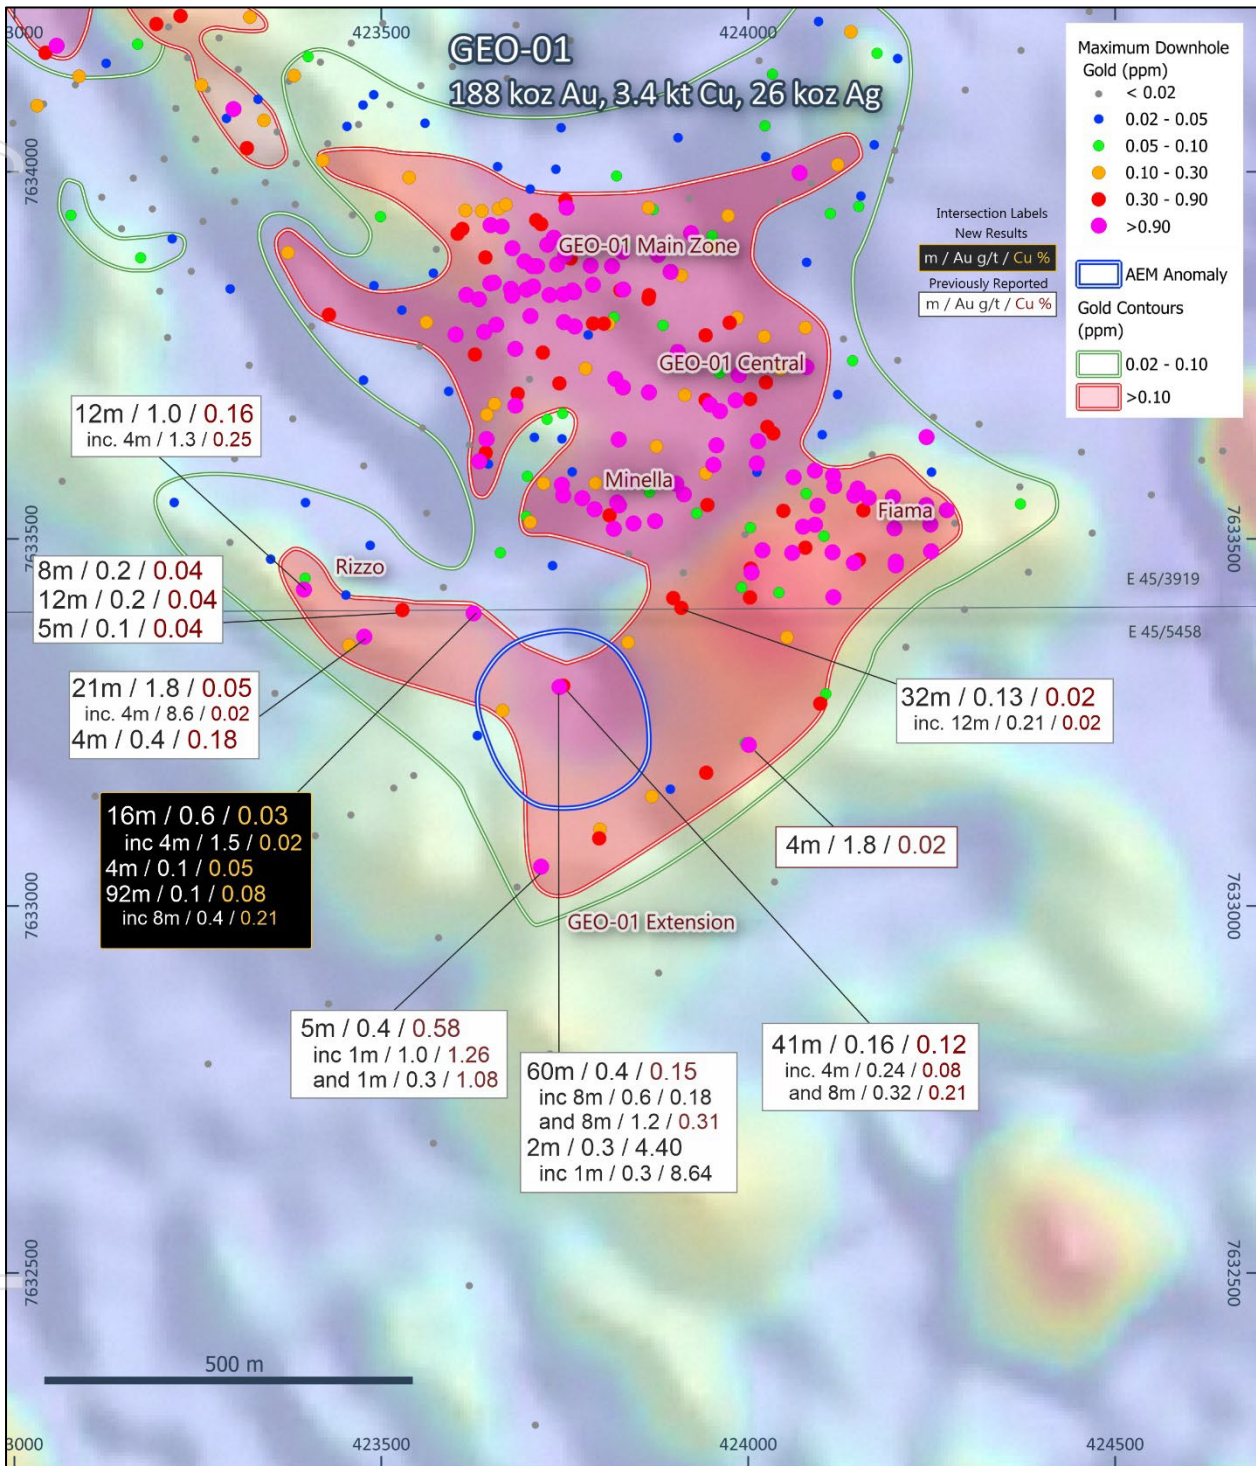 3000
423500
424000
GEO-01
188 koz Au, 3.4 kt Cu, 26 koz Ag
Maximum Downhole
Gold (ppm)
< 0.02
0.02 - 0.05
0.05 - 0.10
0.10 - 0.30
0.30 - 0.90
>0.90
AEM Anomaly
Gold Contours
(ppm)
0.02 - 0.10
>0.10
Intersection Labels
New Results
m / Au g/t / Cu %
Previously Reported
m / Au g/t / Cu %
7634000
GEO-01 Main Zone
GEO-01 Central
Minella
Fiama
Rizzo
7633500
7633500
E 45/3919
E 45/5458
12m / 1.0 / 0.16
inc. 4m / 1.3 / 0.25
8m / 0.2 / 0.04
12m / 0.2 / 0.04
5m / 0.1 / 0.04
21m / 1.8 / 0.05
inc. 4m / 8.6 / 0.02
4m / 0.4 / 0.18
32m / 0.13 / 0.02
inc. 12m / 0.21 / 0.02
16m / 0.6 / 0.03
inc 4m / 1.5 / 0.02
4m / 0.1 / 0.05
92m / 0.1 / 0.08
inc 8m / 0.4 / 0.21
4m / 1.8 / 0.02
7633000
7633000
GEO-01 Extension
5m / 0.4 / 0.58
inc 1m / 1.0 / 1.26
and 1m / 0.3 / 1.08
60m / 0.4 / 0.15
inc 8m / 0.6 / 0.18
and 8m / 1.2 / 0.31
2m / 0.3 / 4.40
inc 1m / 0.3 / 8.64
41m / 0.16 / 0.12
inc. 4m / 0.24 / 0.08
and 8m / 0.32 / 0.21
7632500
7632500
500 m
3000
423500
424000
424500